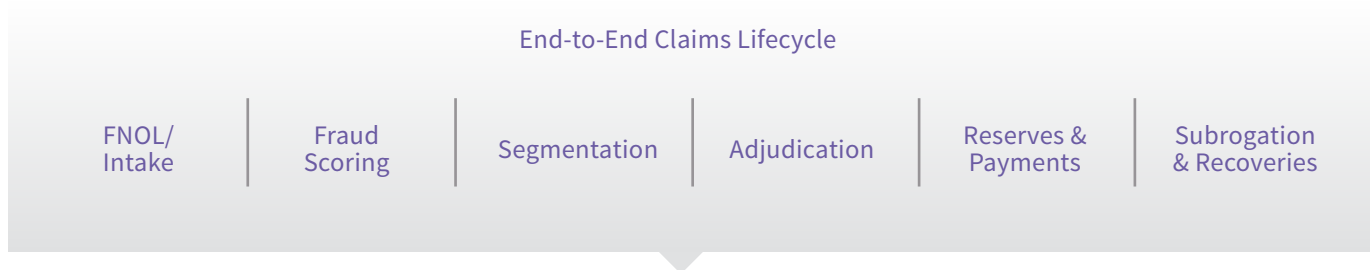 End-to-End Claims Lifecycle
FNOL/
Intake
Fraud
Scoring
Segmentation
Adjudication
Reserves &
Payments
Subrogation
& Recoveries